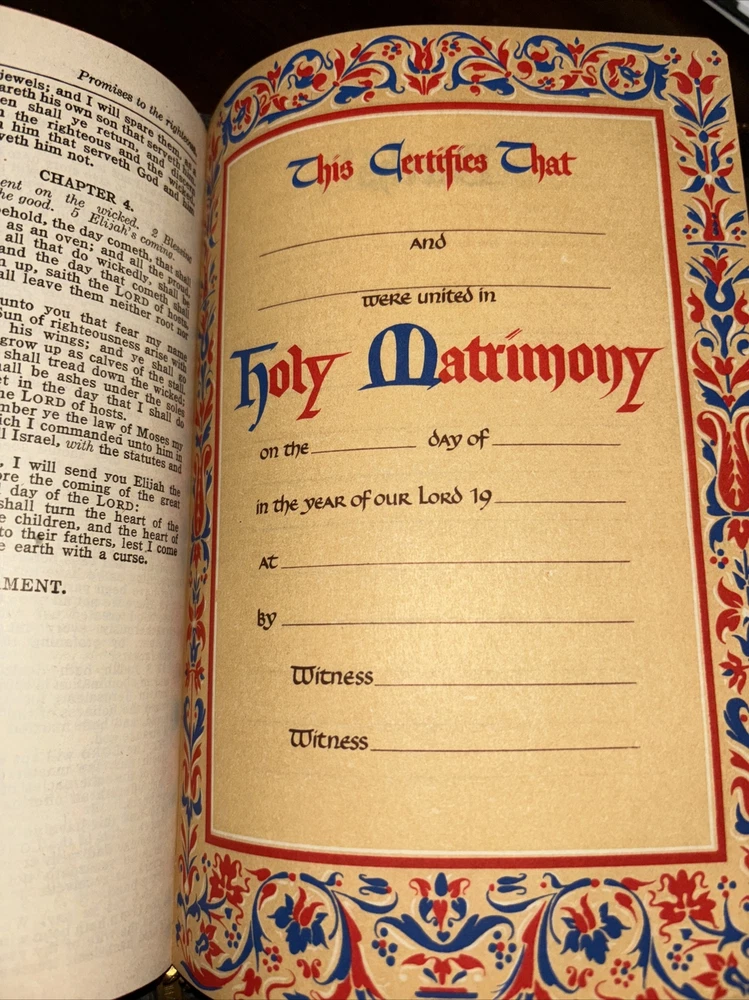 Promises to the righteous
jewels; and I will spare them, as a
areth his own son that serveth him.
en shall ye return, and discern
n the righteous and the wicked,
n him that serveth God and him
veth him not.
CHAPTER 4.
ent on the wicked. 2 Blessing
he good. 5 Elijah's coming.
ehold, the day cometh, that shall
as an oven; and all the proud,
all that do wickedly, shall be
and the day that cometh shall
n up, saith the LORD of hosts,
all leave them neither root nor
unto you that fear my name
Sun of righteousness arise with
his wings; and ye shall go
grow up as calves of the stall.
shall tread down the wicked;
hall be ashes under the soles
et in the day that I shall do
he LORD of hosts.
mber ye the law of Moses my
ich I commanded unto him in
ll Israel, with the statutes and
, I will send you Elijah the
ore the coming of the great
l day of the LORD:
shall turn the heart of the
e children, and the heart of
to their fathers, lest I come
e earth with a curse.
AMENT.
This Certifies That
and
were united in
Holy Matrimony
on the day of
in the year of our Lord 19
at
by
Witness
Witness